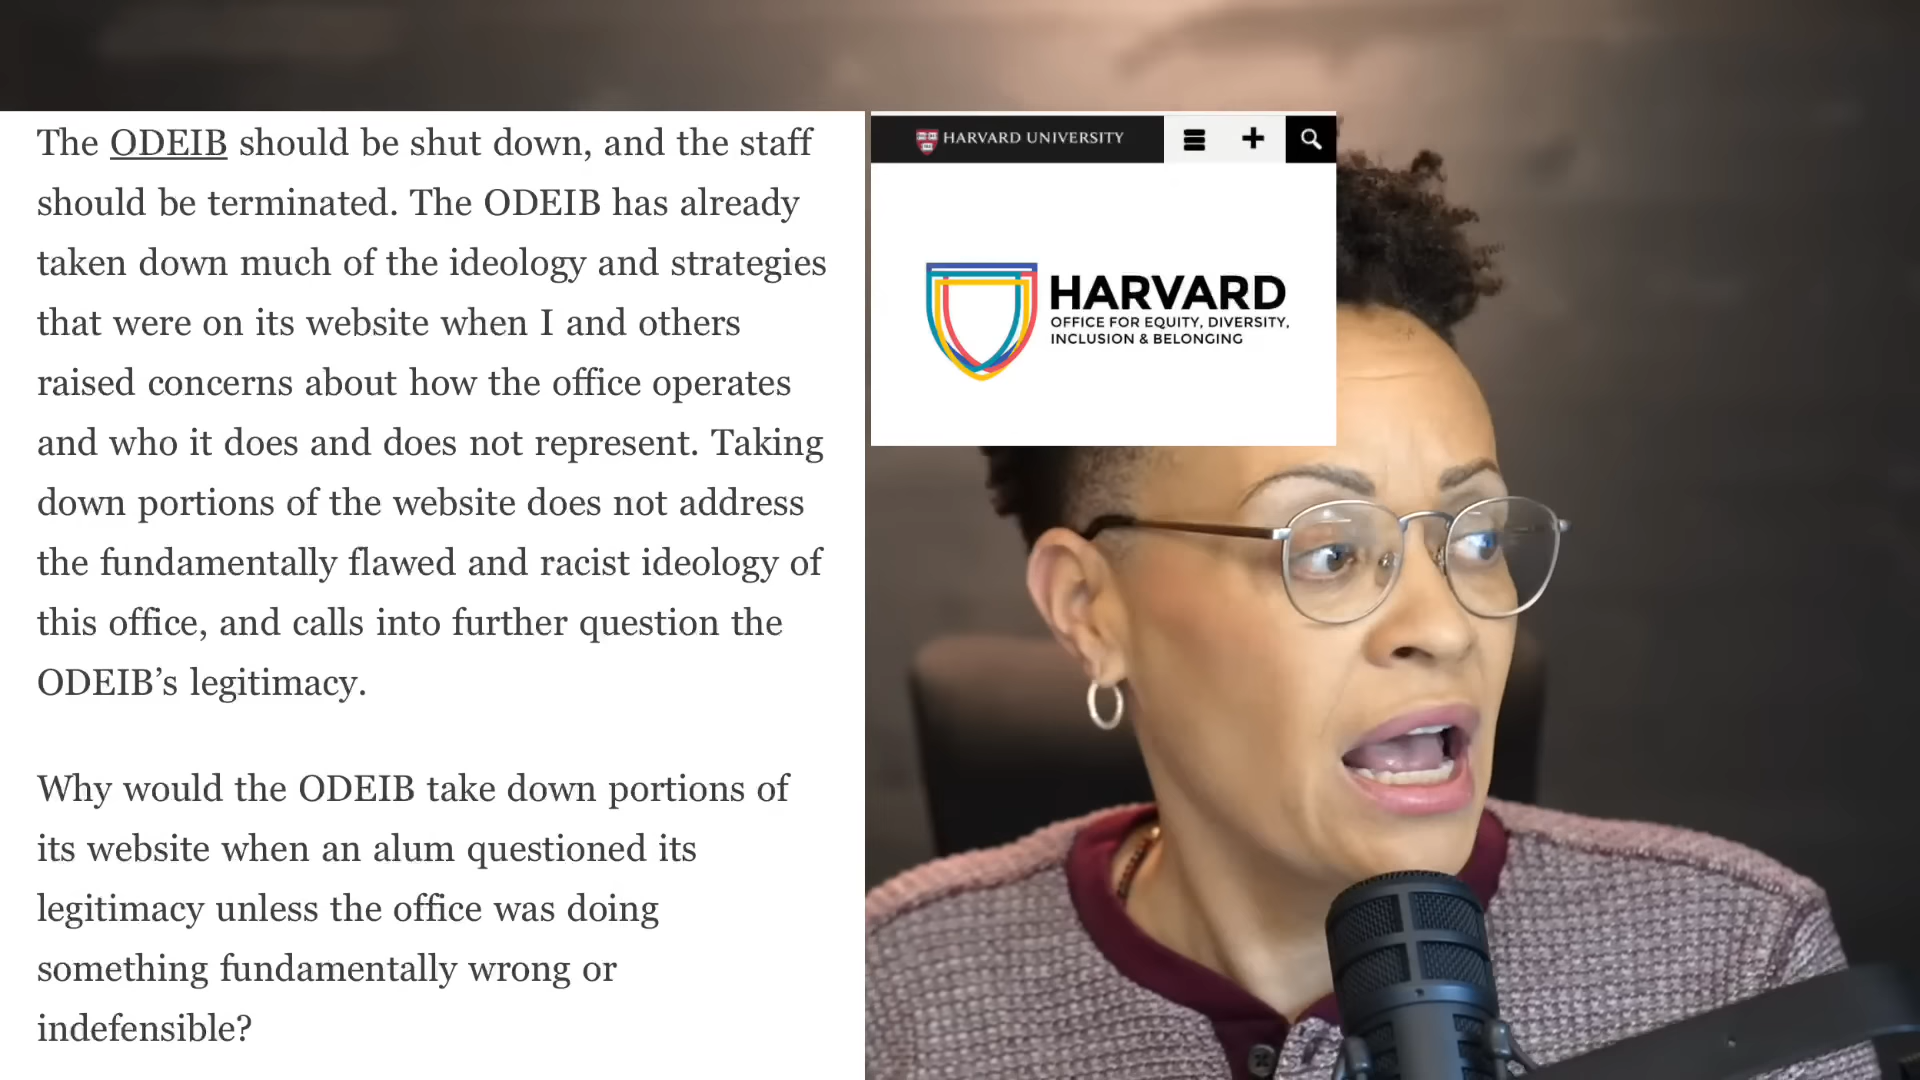 The ODEIB should be shut down, and the staff
should be terminated. The ODEIB has already
taken down much of the ideology and strategies
that were on its website when I and others
raised concerns about how the office operates
and who it does and does not represent. Taking
down portions of the website does not address
the fundamentally flawed and racist ideology of
this office, and calls into further question the
ODEIB’s legitimacy.
Why would the ODEIB take down portions of
its website when an alum questioned its
legitimacy unless the office was doing
something fundamentally wrong or
indefensible?
HARVARD UNIVERSITY
HARVARD
OFFICE FOR EQUITY, DIVERSITY,
INCLUSION & BELONGING